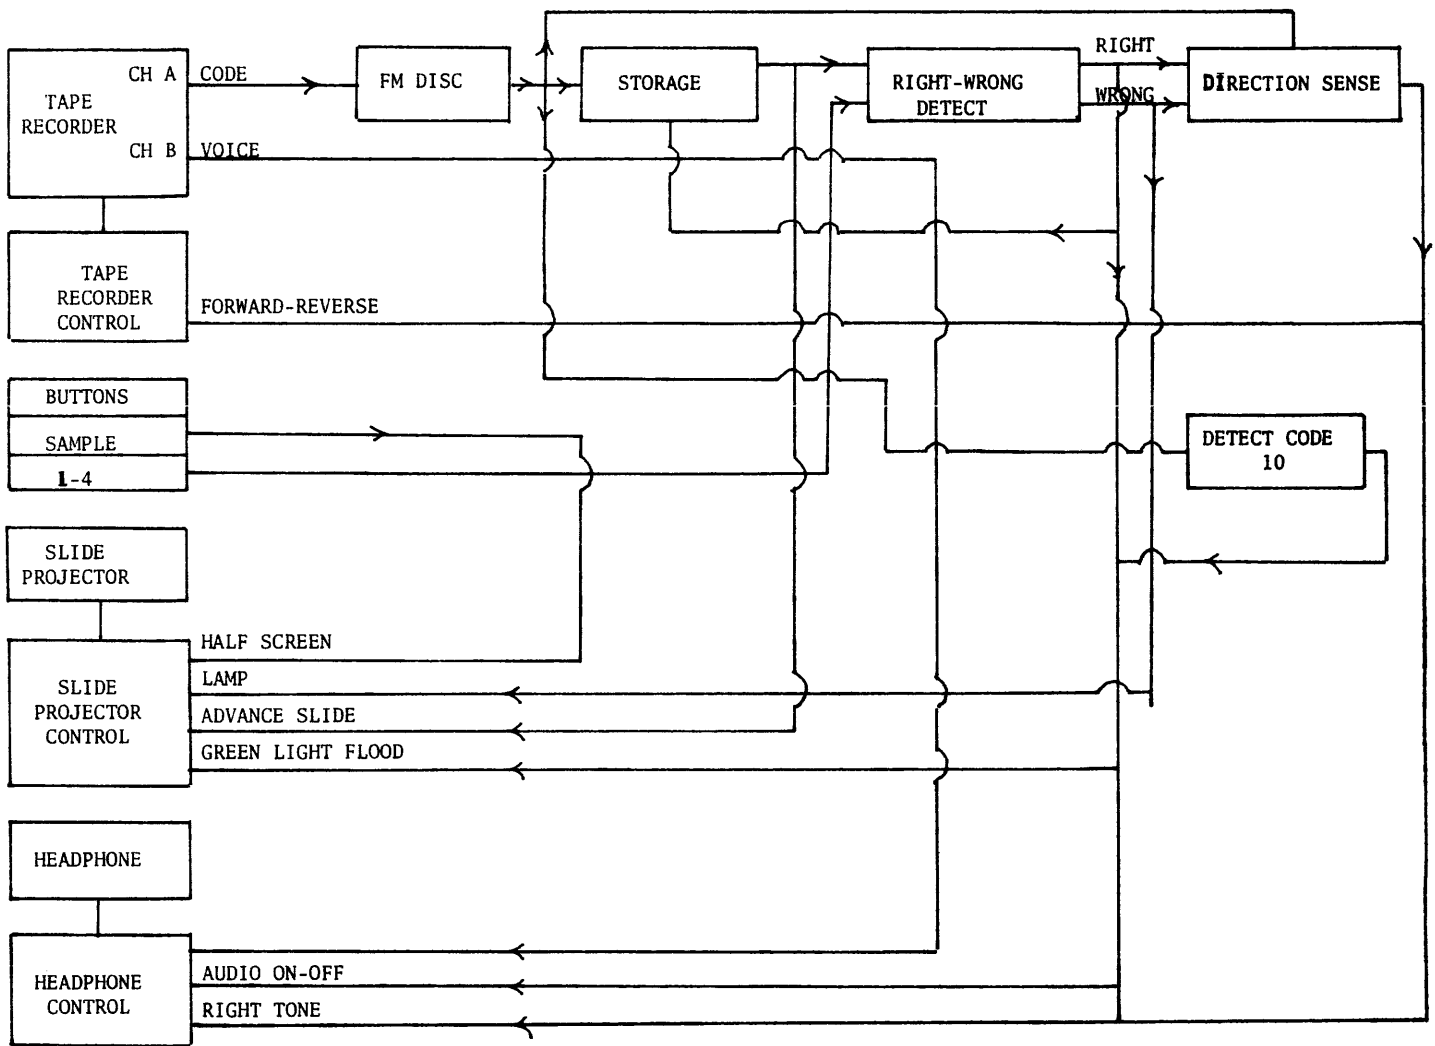 CH A
CODE
TAPE
RECORDER
CH B
VOICE
FM DISC
STORAGE
RIGHT-WRONG
DETECT
RIGHT
WRONG
DIRECTION SENSE
TAPE
RECORDER
CONTROL
FORWARD-REVERSE
BUTTONS
SAMPLE
1-4
DETECT CODE
10
SLIDE
PROJECTOR
SLIDE
PROJECTOR
CONTROL
HALF SCREEN
LAMP
ADVANCE SLIDE
GREEN LIGHT FLOOD
HEADPHONE
HEADPHONE
CONTROL
AUDIO ON-OFF
RIGHT TONE